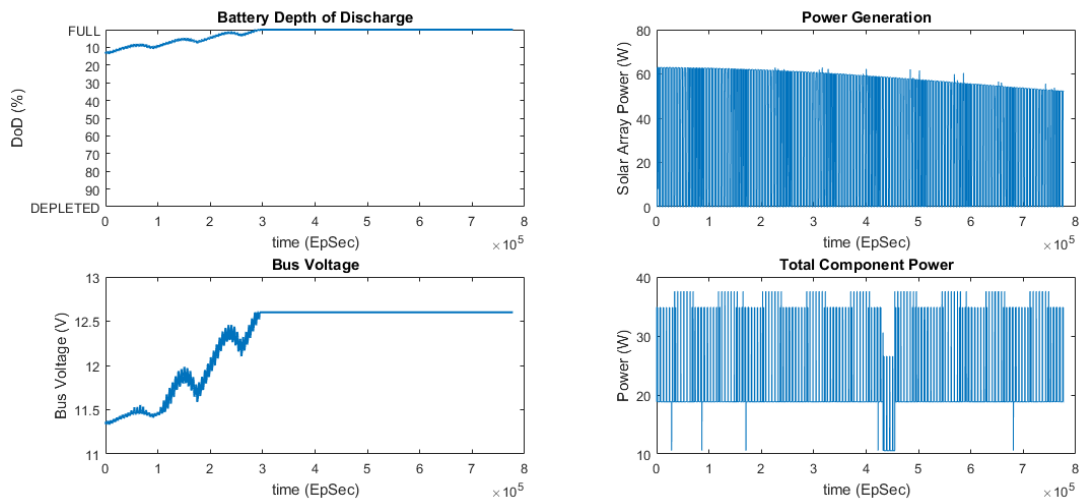 Battery Depth of Discharge
FULL
10
20
30
40
50
60
70
80
90
DEPLETED
DoD (%)
0 1 2 3 4 5 6 7 8
time (EpSec)
×10^5
Power Generation
80
60
40
20
0
Solar Array Power (W)
0 1 2 3 4 5 6 7 8
time (EpSec)
×10^5
Bus Voltage
13
12.5
12
11.5
11
Bus Voltage (V)
0 1 2 3 4 5 6 7 8
time (EpSec)
×10^5
Total Component Power
40
30
20
10
Power (W)
0 1 2 3 4 5 6 7 8
time (EpSec)
×10^5